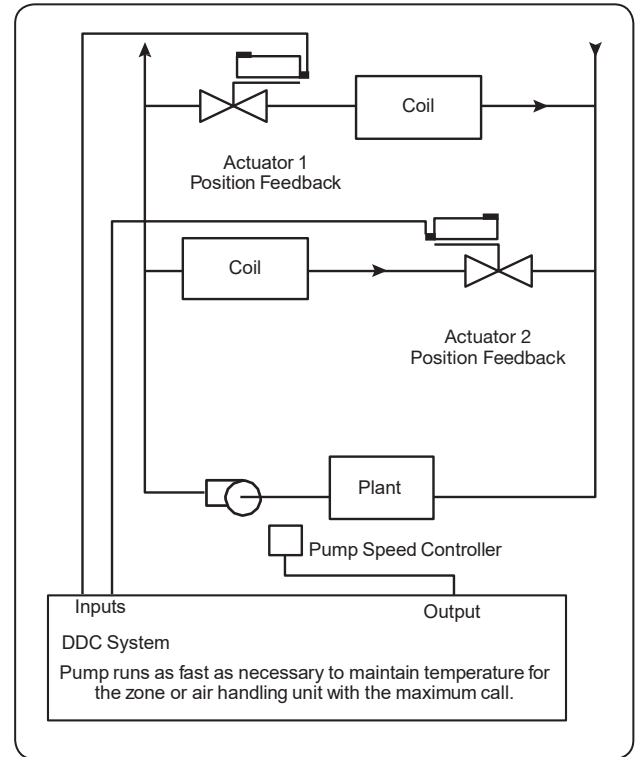 Coil
Actuator 1
Position Feedback
Coil
Actuator 2
Position Feedback
Plant
Pump Speed Controller
Inputs
Output
DDC System
Pump runs as fast as necessary to maintain temperature for
the zone or air handling unit with the maximum call.